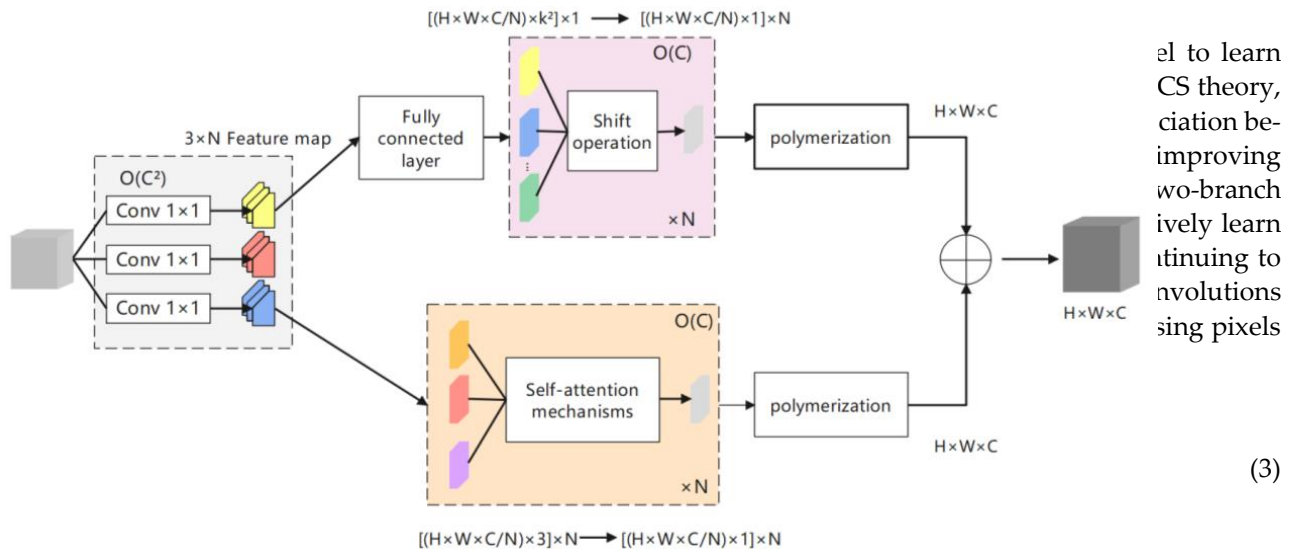 [(H×W×C/N)×k²]×1 → [(H×W×C/N)×1]×N
O(C)
3×N Feature map
Fully
connected
layer
Shift
operation
...
×N
polymerization
H×W×C
O(C²)
Conv 1×1
Conv 1×1
Conv 1×1
H×W×C
O(C)
Self-attention
mechanisms
×N
polymerization
H×W×C
[(H×W×C/N)×3]×N → [(H×W×C/N)×1]×N
el to learn
CS theory,
ciation be-
improving
wo-branch
ively learn
ntinuing to
nvolutions
sing pixels
(3)